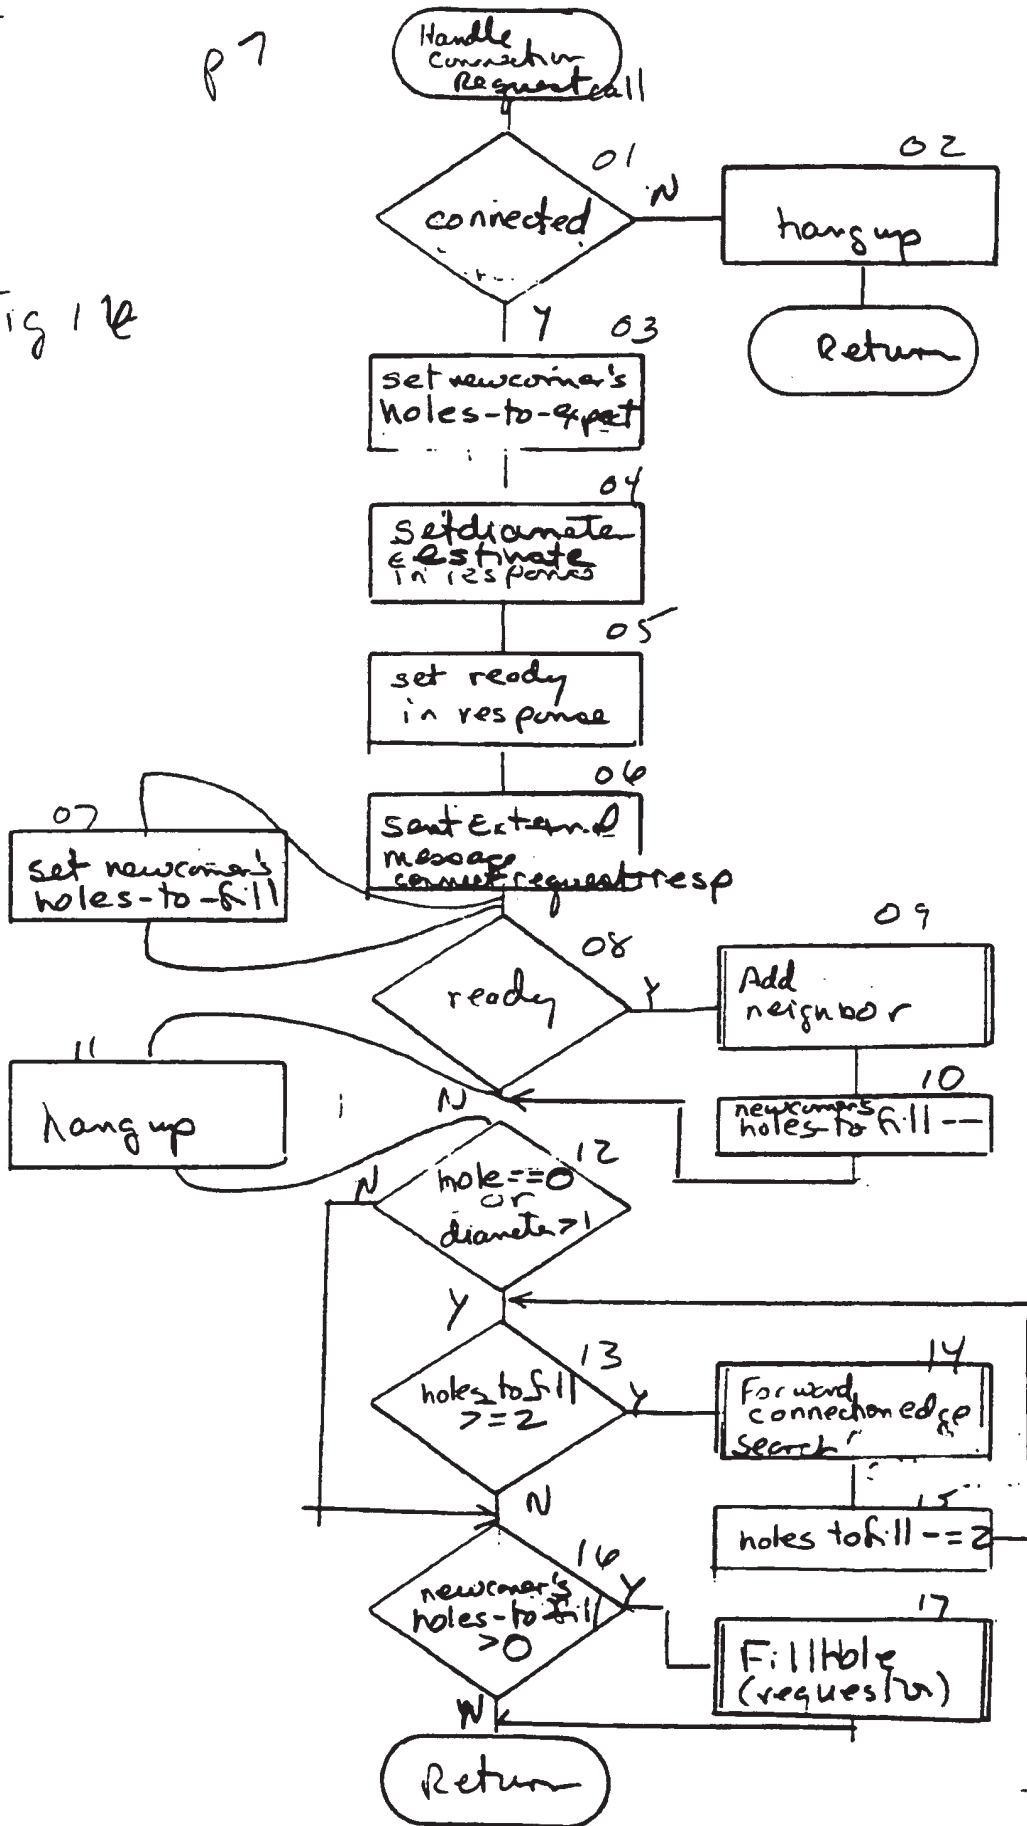 p7
Handle
Connection
Request call
01
02
connected
N
hang up
Return
Y
03
set newcomer's
holes-to-expect
04
Set diameter
estimate
in response
05
set ready
in response
06
Sent External
message
connect request resp
07
set newcomer's
holes-to-fill
08
ready
Y
09
Add
neighbor
10
newcomers
holes-to fill --
11
hang up
N
12
hole==0
or
diameter>1
N
Y
13
holes to fill
>=2
Y
14
Forward
connection edge
Search
15
holes to fill -=2
N
16
newcomer's
holes-to-fill
>0
Y
17
Fill Hole
(requestor)
N
Return